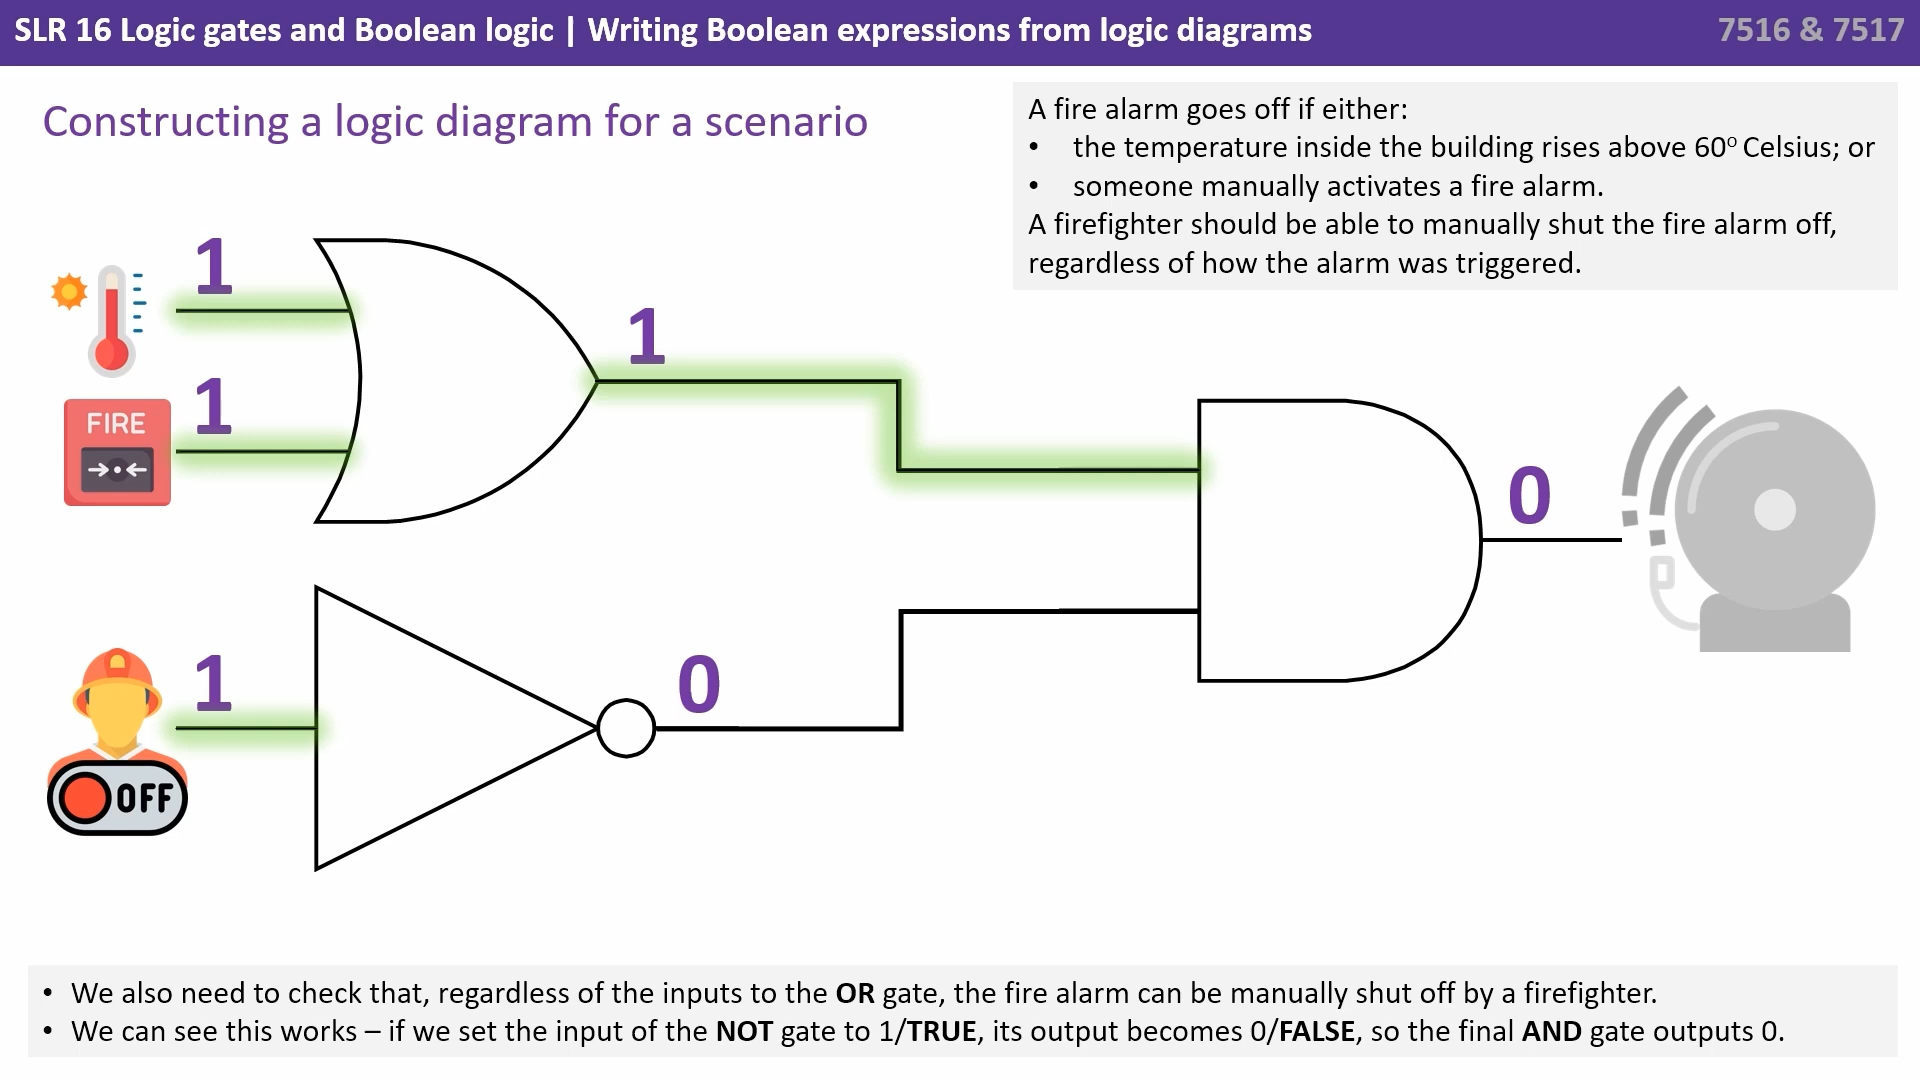 SLR 16 Logic gates and Boolean logic | Writing Boolean expressions from logic diagrams
7516 & 7517
Constructing a logic diagram for a scenario
A fire alarm goes off if either:
• the temperature inside the building rises above 60° Celsius; or
• someone manually activates a fire alarm.
A firefighter should be able to manually shut the fire alarm off,
regardless of how the alarm was triggered.
1
1
1
FIRE
0
1
0
OFF
• We also need to check that, regardless of the inputs to the OR gate, the fire alarm can be manually shut off by a firefighter.
• We can see this works – if we set the input of the NOT gate to 1/TRUE, its output becomes 0/FALSE, so the final AND gate outputs 0.